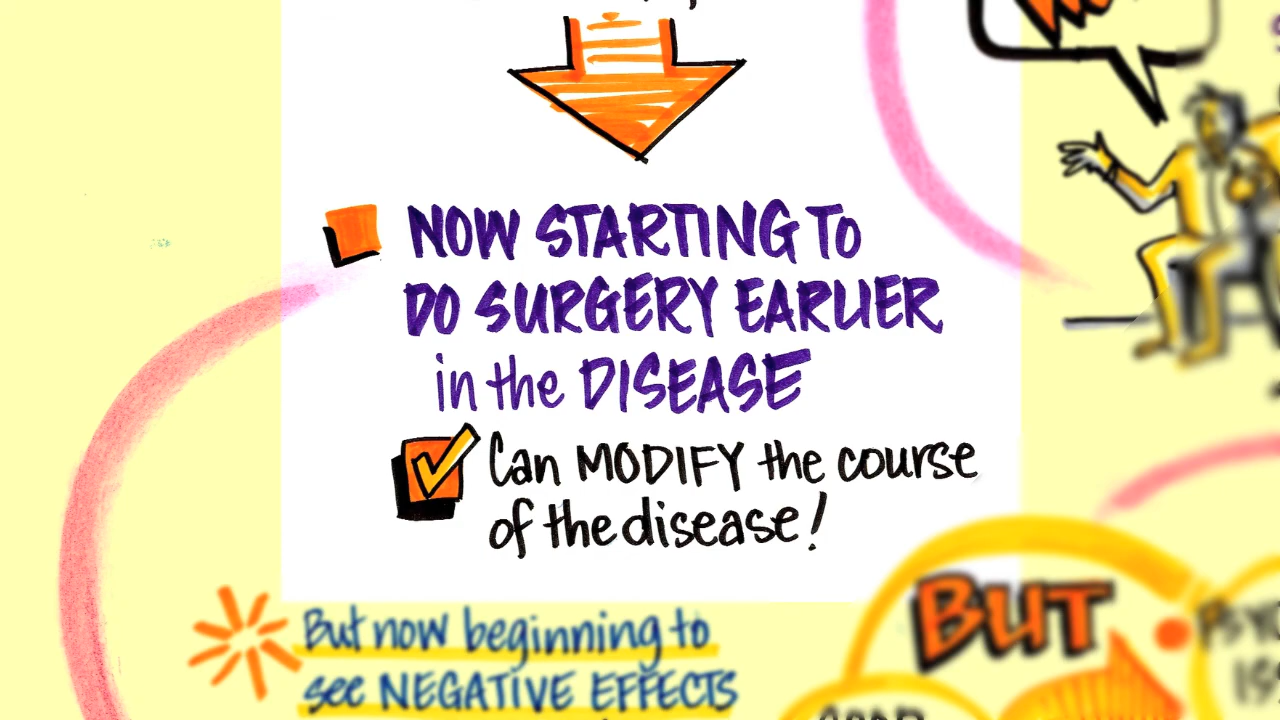 NOW STARTING TO
DO SURGERY EARLIER
in the DISEASE
Can MODIFY the course
of the disease!
But now beginning to
see NEGATIVE EFFECTS
BUT